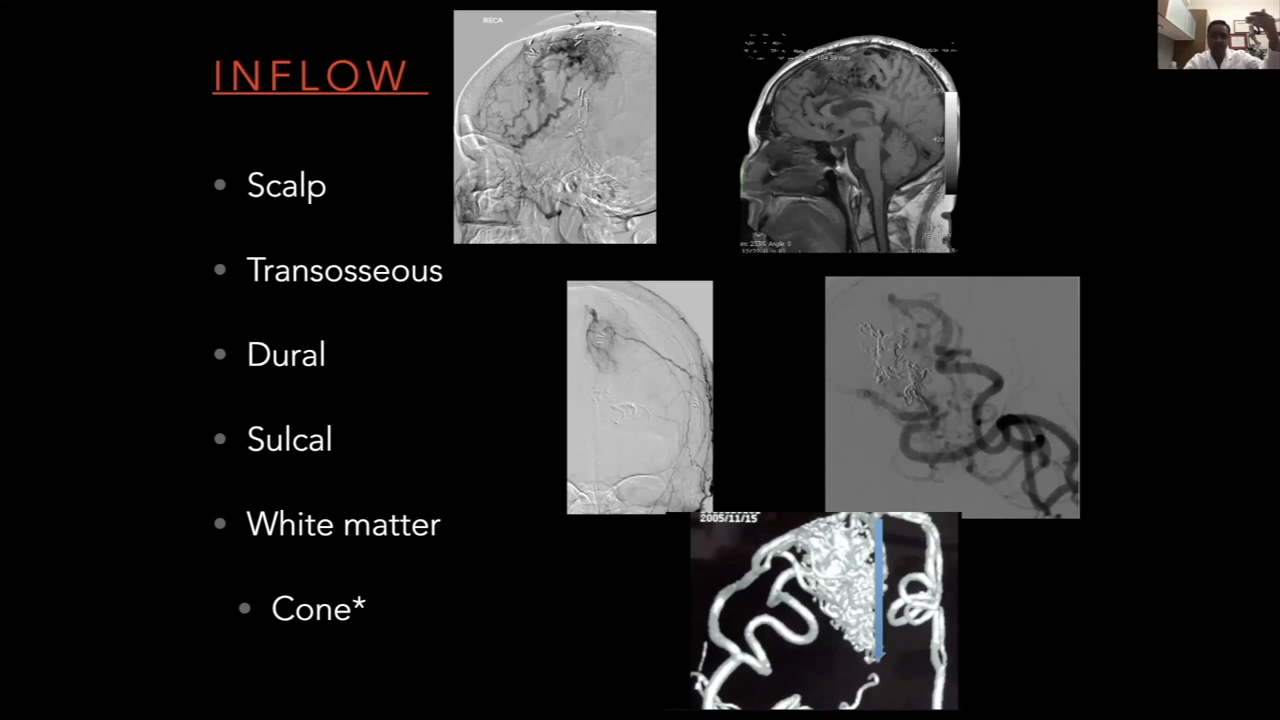 RECA
INFLOW
Scalp
Transosseous
Dural
Sulcal
White matter
Cone*
2005/11/15